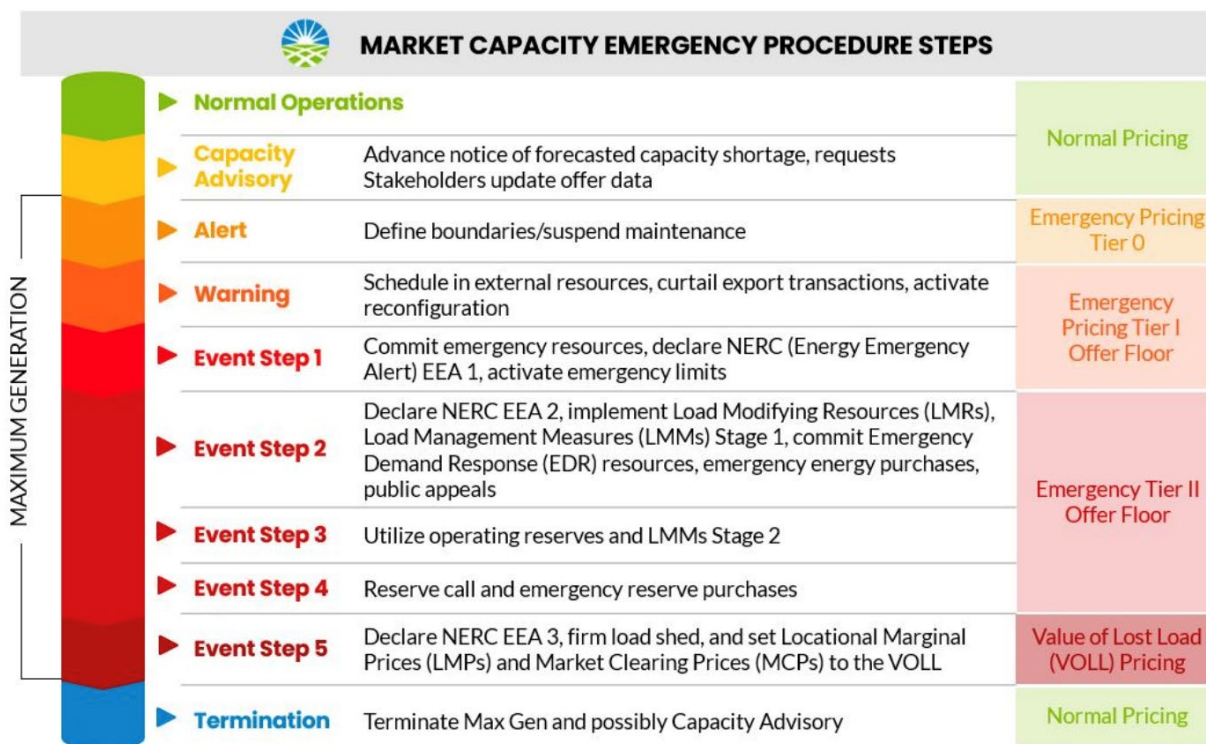 MARKET CAPACITY EMERGENCY PROCEDURE STEPS
MAXIMUM GENERATION
Normal Operations
Normal Pricing
Capacity
Advisory
Advance notice of forecasted capacity shortage, requests
Stakeholders update offer data
Alert
Define boundaries/suspend maintenance
Emergency Pricing
Tier 0
Warning
Schedule in external resources, curtail export transactions, activate
reconfiguration
Emergency
Pricing Tier I
Offer Floor
Event Step 1
Commit emergency resources, declare NERC (Energy Emergency
Alert) EEA 1, activate emergency limits
Event Step 2
Declare NERC EEA 2, implement Load Modifying Resources (LMRs),
Load Management Measures (LMMs) Stage 1, commit Emergency
Demand Response (EDR) resources, emergency energy purchases,
public appeals
Emergency Tier II
Offer Floor
Event Step 3
Utilize operating reserves and LMMs Stage 2
Event Step 4
Reserve call and emergency reserve purchases
Event Step 5
Declare NERC EEA 3, firm load shed, and set Locational Marginal
Prices (LMPs) and Market Clearing Prices (MCPs) to the VOLL
Value of Lost Load
(VOLL) Pricing
Termination
Terminate Max Gen and possibly Capacity Advisory
Normal Pricing